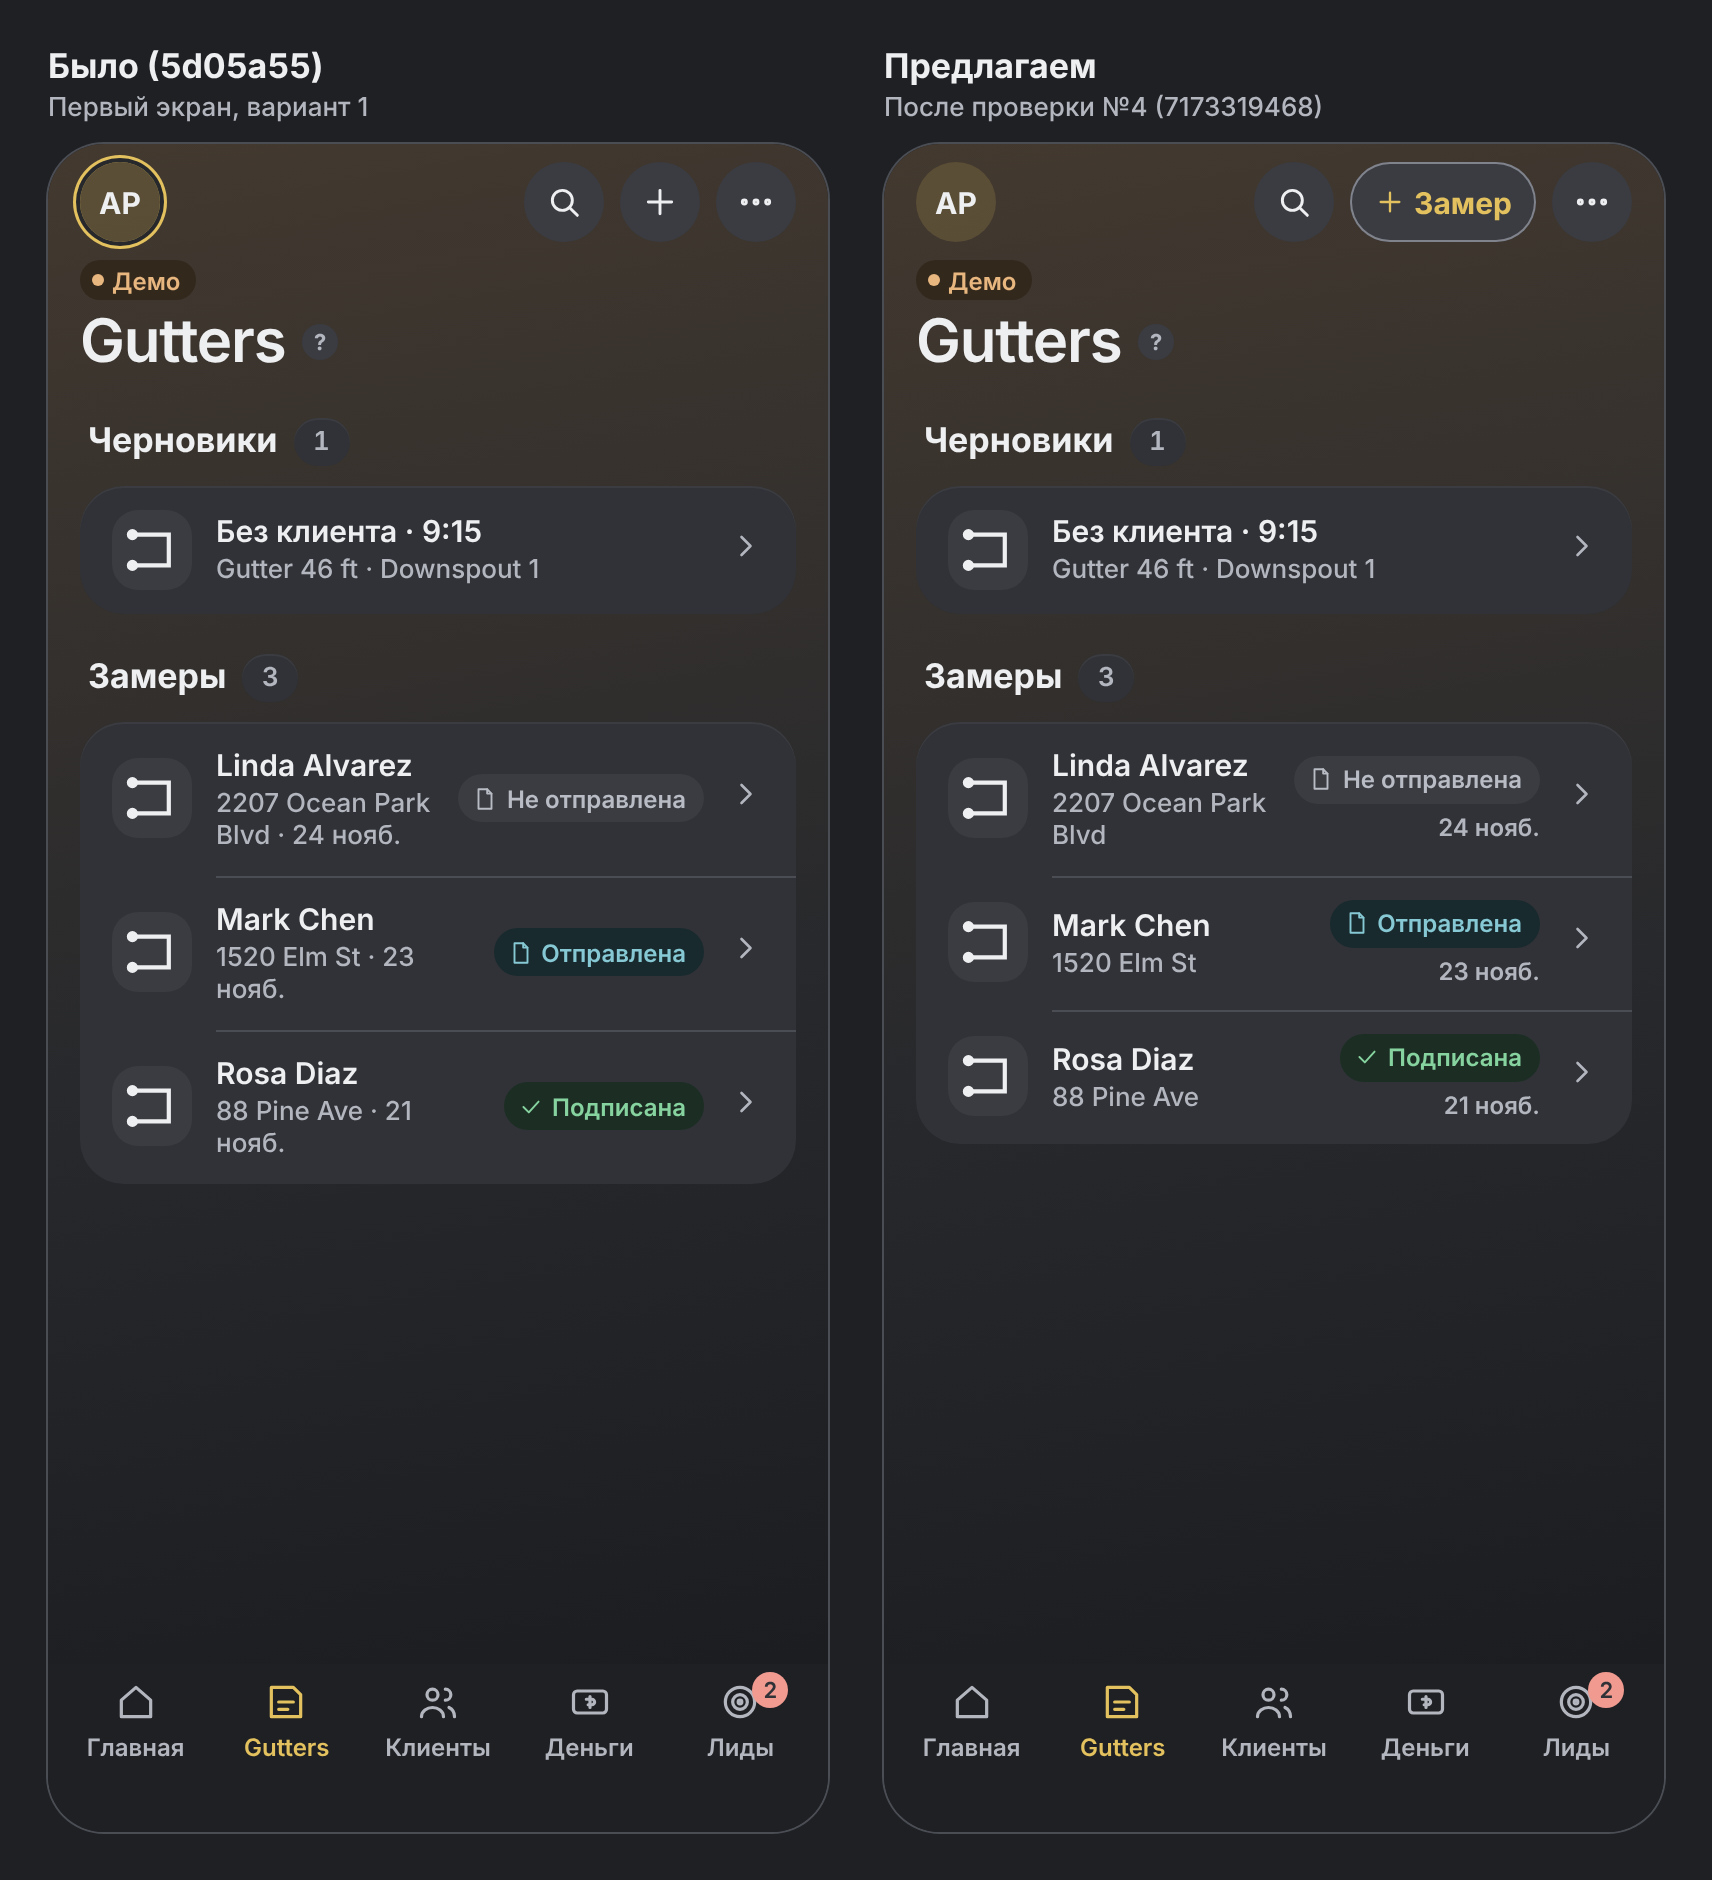 Было (5d05a55)
Первый экран, вариант 1
AP
Демо
Gutters ?
Черновики 1
Без клиента · 9:15
Gutter 46 ft · Downspout 1
Замеры 3
Linda Alvarez
2207 Ocean Park
Blvd · 24 нояб.
Не отправлена
Mark Chen
1520 Elm St · 23
нояб.
Отправлена
Rosa Diaz
88 Pine Ave · 21
нояб.
Подписана
2
Главная
Gutters
Клиенты
Деньги
Лиды
Предлагаем
После проверки №4 (7173319468)
AP
+ Замер
Демо
Gutters ?
Черновики 1
Без клиента · 9:15
Gutter 46 ft · Downspout 1
Замеры 3
Linda Alvarez
2207 Ocean Park
Blvd
Не отправлена
24 нояб.
Mark Chen
1520 Elm St
Отправлена
23 нояб.
Rosa Diaz
88 Pine Ave
Подписана
21 нояб.
2
Главная
Gutters
Клиенты
Деньги
Лиды